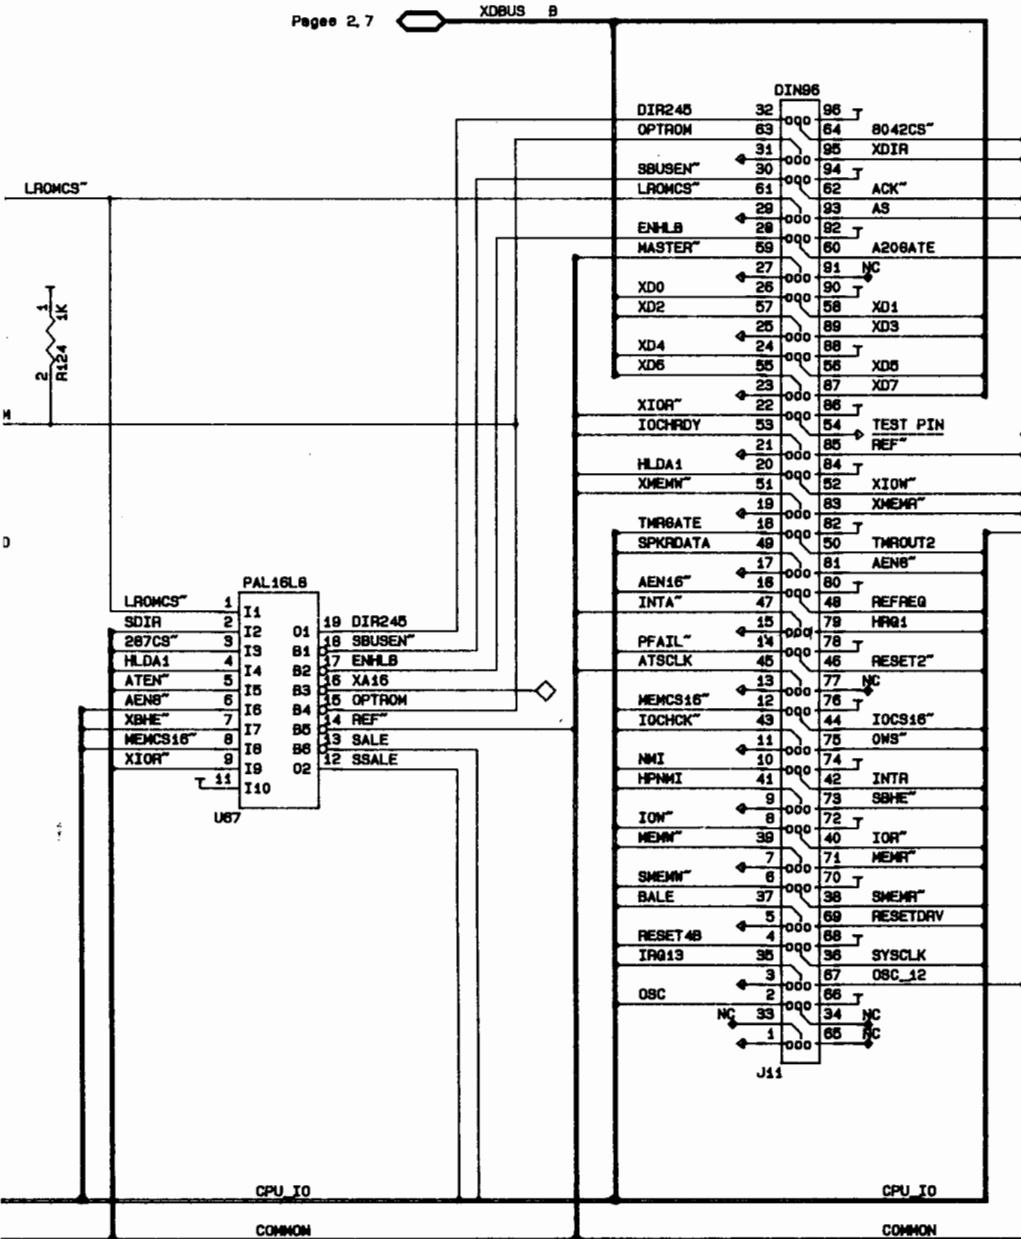 XDBUS B
Pages 2, 7
DIN96
DIR245 32 96
OPTROM 63 64 8042CS~
31 95 XDIR
SBUSEN~ 30 94
LROMCS~ LROMCS~ 61 62 ACK~
29 93 AS
ENHLB 28 92
MASTER~ 59 60 A20GATE
27 91 NC
XD0 26 90
XD2 57 58 XD1
25 89 XD3
XD4 24 88
XD6 55 56 XD5
23 87 XD7
XIOR~ 22 86
IOCHRDY 53 54 TEST PIN
21 85 REF~
HLDA1 20 84
XMEMW~ 51 52 XIOW~
19 83 XMEMR~
TMRGATE 18 82
SPKRDATA 49 50 TMROUT2
17 81 AEN8~
AEN16~ 16 80
INTA~ 47 48 REFREQ
15 79 HRQ1
PFAIL~ 14 78
ATSCLK 45 46 RESET2~
13 77 NC
MEMCS16~ 12 76
IOCHCK~ 43 44 IOCS16~
11 75 OWS~
NMI 10 74
HPNMI 41 42 INTR
9 73 SBHE~
IOW~ 8 72
MEMW~ 39 40 IOR~
7 71 MEMR~
SMEMW~ 6 70
BALE 37 38 SMEMR~
5 69 RESETDRV
RESET4B 4 68
IRQ13 35 36 SYSCLK
3 67 OSC_12
OSC 2 66
NC 33 34 NC
1 65 NC
J11
1 1K
2 R124
PAL16L8
LROMCS~ 1 I1
SDIR 2 I2 O1 19 DIR245
287CS~ 3 I3 B1 18 SBUSEN~
HLDA1 4 I4 B2 17 ENHLB
ATEN~ 5 I5 B3 16 XA16
AEN8~ 6 I6 B4 15 OPTROM
XBHE~ 7 I7 B5 14 REF~
MEMCS16~ 8 I8 B6 13 SALE
XIOR~ 9 I9 O2 12 SSALE
11 I10
U67
CPU_IO CPU_IO
COMMON COMMON